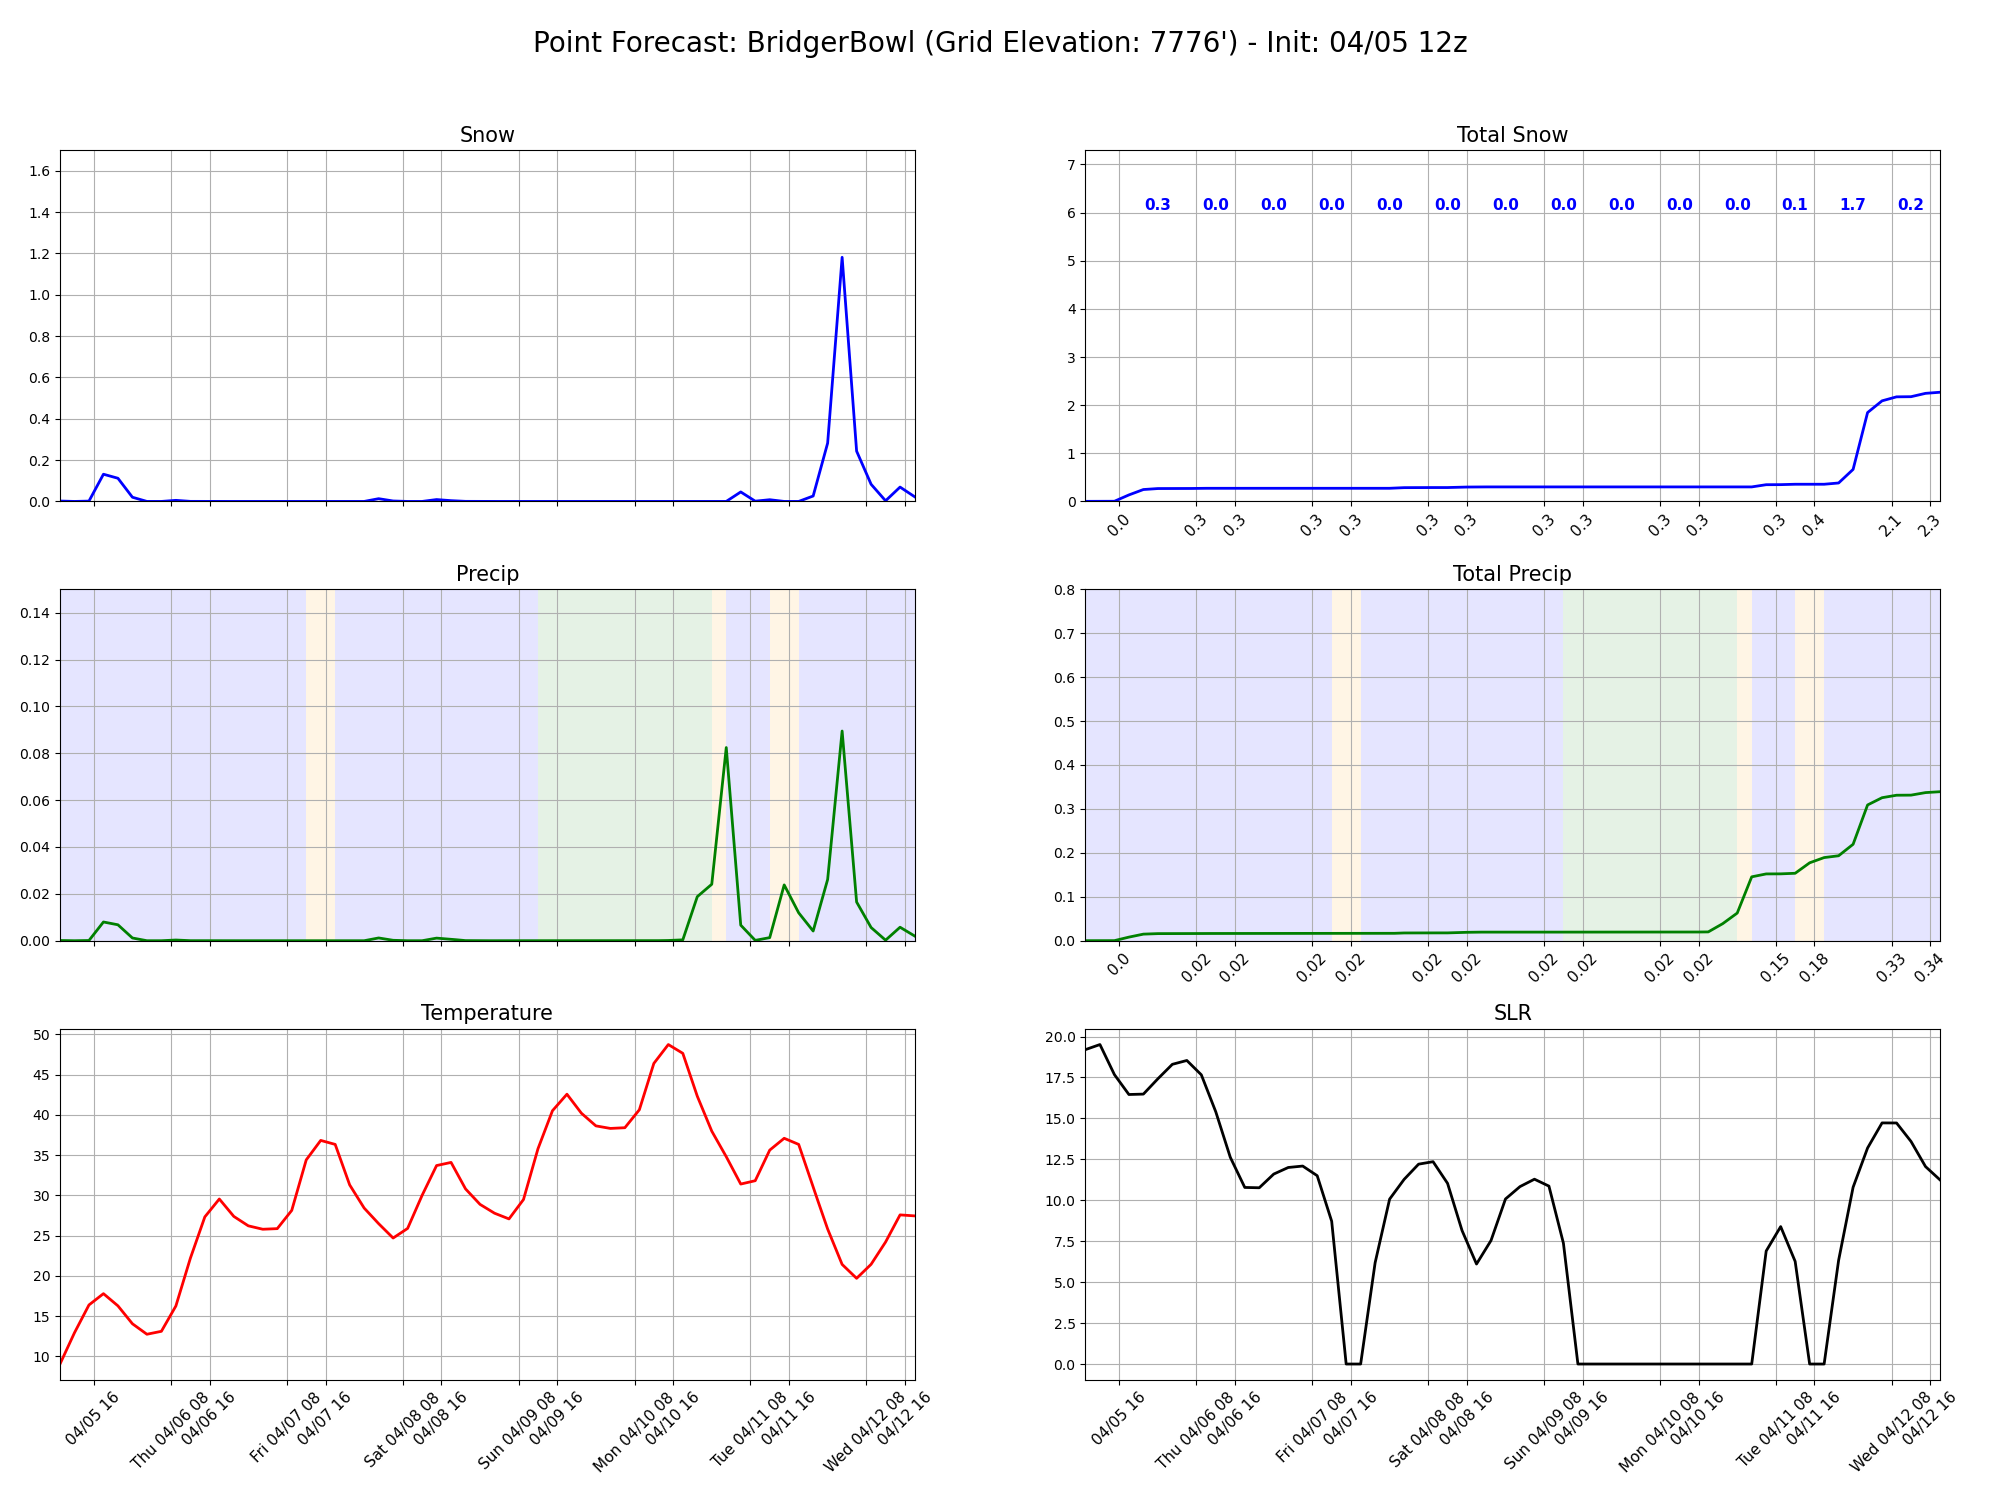 Point Forecast: BridgerBowl (Grid Elevation: 7776') - Init: 04/05 12z
Snow
1.6
1.4
1.2
1.0
0.8
0.6
0.4
0.2
0.0
Total Snow
7
6
5
4
3
2
1
0
0.3 0.0 0.0 0.0 0.0 0.0 0.0 0.0 0.0 0.0 0.0 0.1 1.7 0.2
0.0 0.3 0.3 0.3 0.3 0.3 0.3 0.3 0.3 0.3 0.3 0.3 0.4 2.1 2.3
Precip
0.14
0.12
0.10
0.08
0.06
0.04
0.02
0.00
Total Precip
0.8
0.7
0.6
0.5
0.4
0.3
0.2
0.1
0.0
0.0 0.02 0.02 0.02 0.02 0.02 0.02 0.02 0.02 0.02 0.02 0.15 0.18 0.33 0.34
Temperature
50
45
40
35
30
25
20
15
10
04/05 16
Thu 04/06 08
04/06 16
Fri 04/07 08
04/07 16
Sat 04/08 08
04/08 16
Sun 04/09 08
04/09 16
Mon 04/10 08
04/10 16
Tue 04/11 08
04/11 16
Wed 04/12 08
04/12 16
SLR
20.0
17.5
15.0
12.5
10.0
7.5
5.0
2.5
0.0
04/05 16
Thu 04/06 08
04/06 16
Fri 04/07 08
04/07 16
Sat 04/08 08
04/08 16
Sun 04/09 08
04/09 16
Mon 04/10 08
04/10 16
Tue 04/11 08
04/11 16
Wed 04/12 08
04/12 16